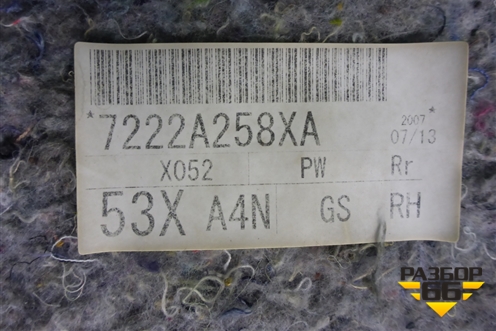 *7222A258XA
2007*
07/13
X052 PW Rr
53X A4N GS RH
РАЗБОР
66